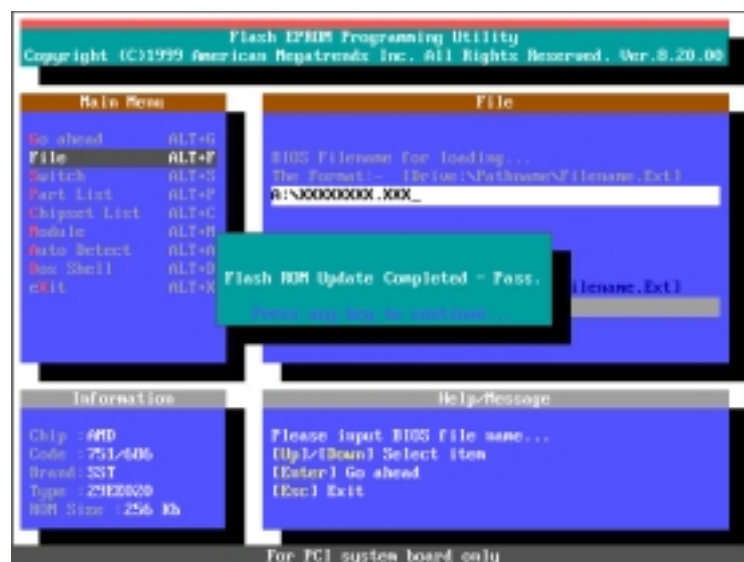 Flash EPROM Programming Utility
Copyright (C)1999 American Megatrends Inc. All Rights Reserved. Ver.8.20.00
Main Menu
Go ahead ALT+G
File ALT+F
Switch ALT+S
Part List ALT+P
Chipset List ALT+C
Module ALT+M
Auto Detect ALT+A
Dos Shell ALT+D
eXit ALT+X
File
BIOS Filename for loading...
The Format:- [Drive:\Pathname\Filename.Ext]
A:\XXXXXXXX.XXX_
ilename.Ext]
Flash ROM Update Completed - Pass.
Press any key to continue...
Information
Chip :AMD
Code :751/686
Brand:SST
Type :29EE020
ROM Size :256 Kb
Help/Message
Please input BIOS file name...
[Up]/[Down] Select item
[Enter] Go ahead
[Esc] Exit
For PCI system board only